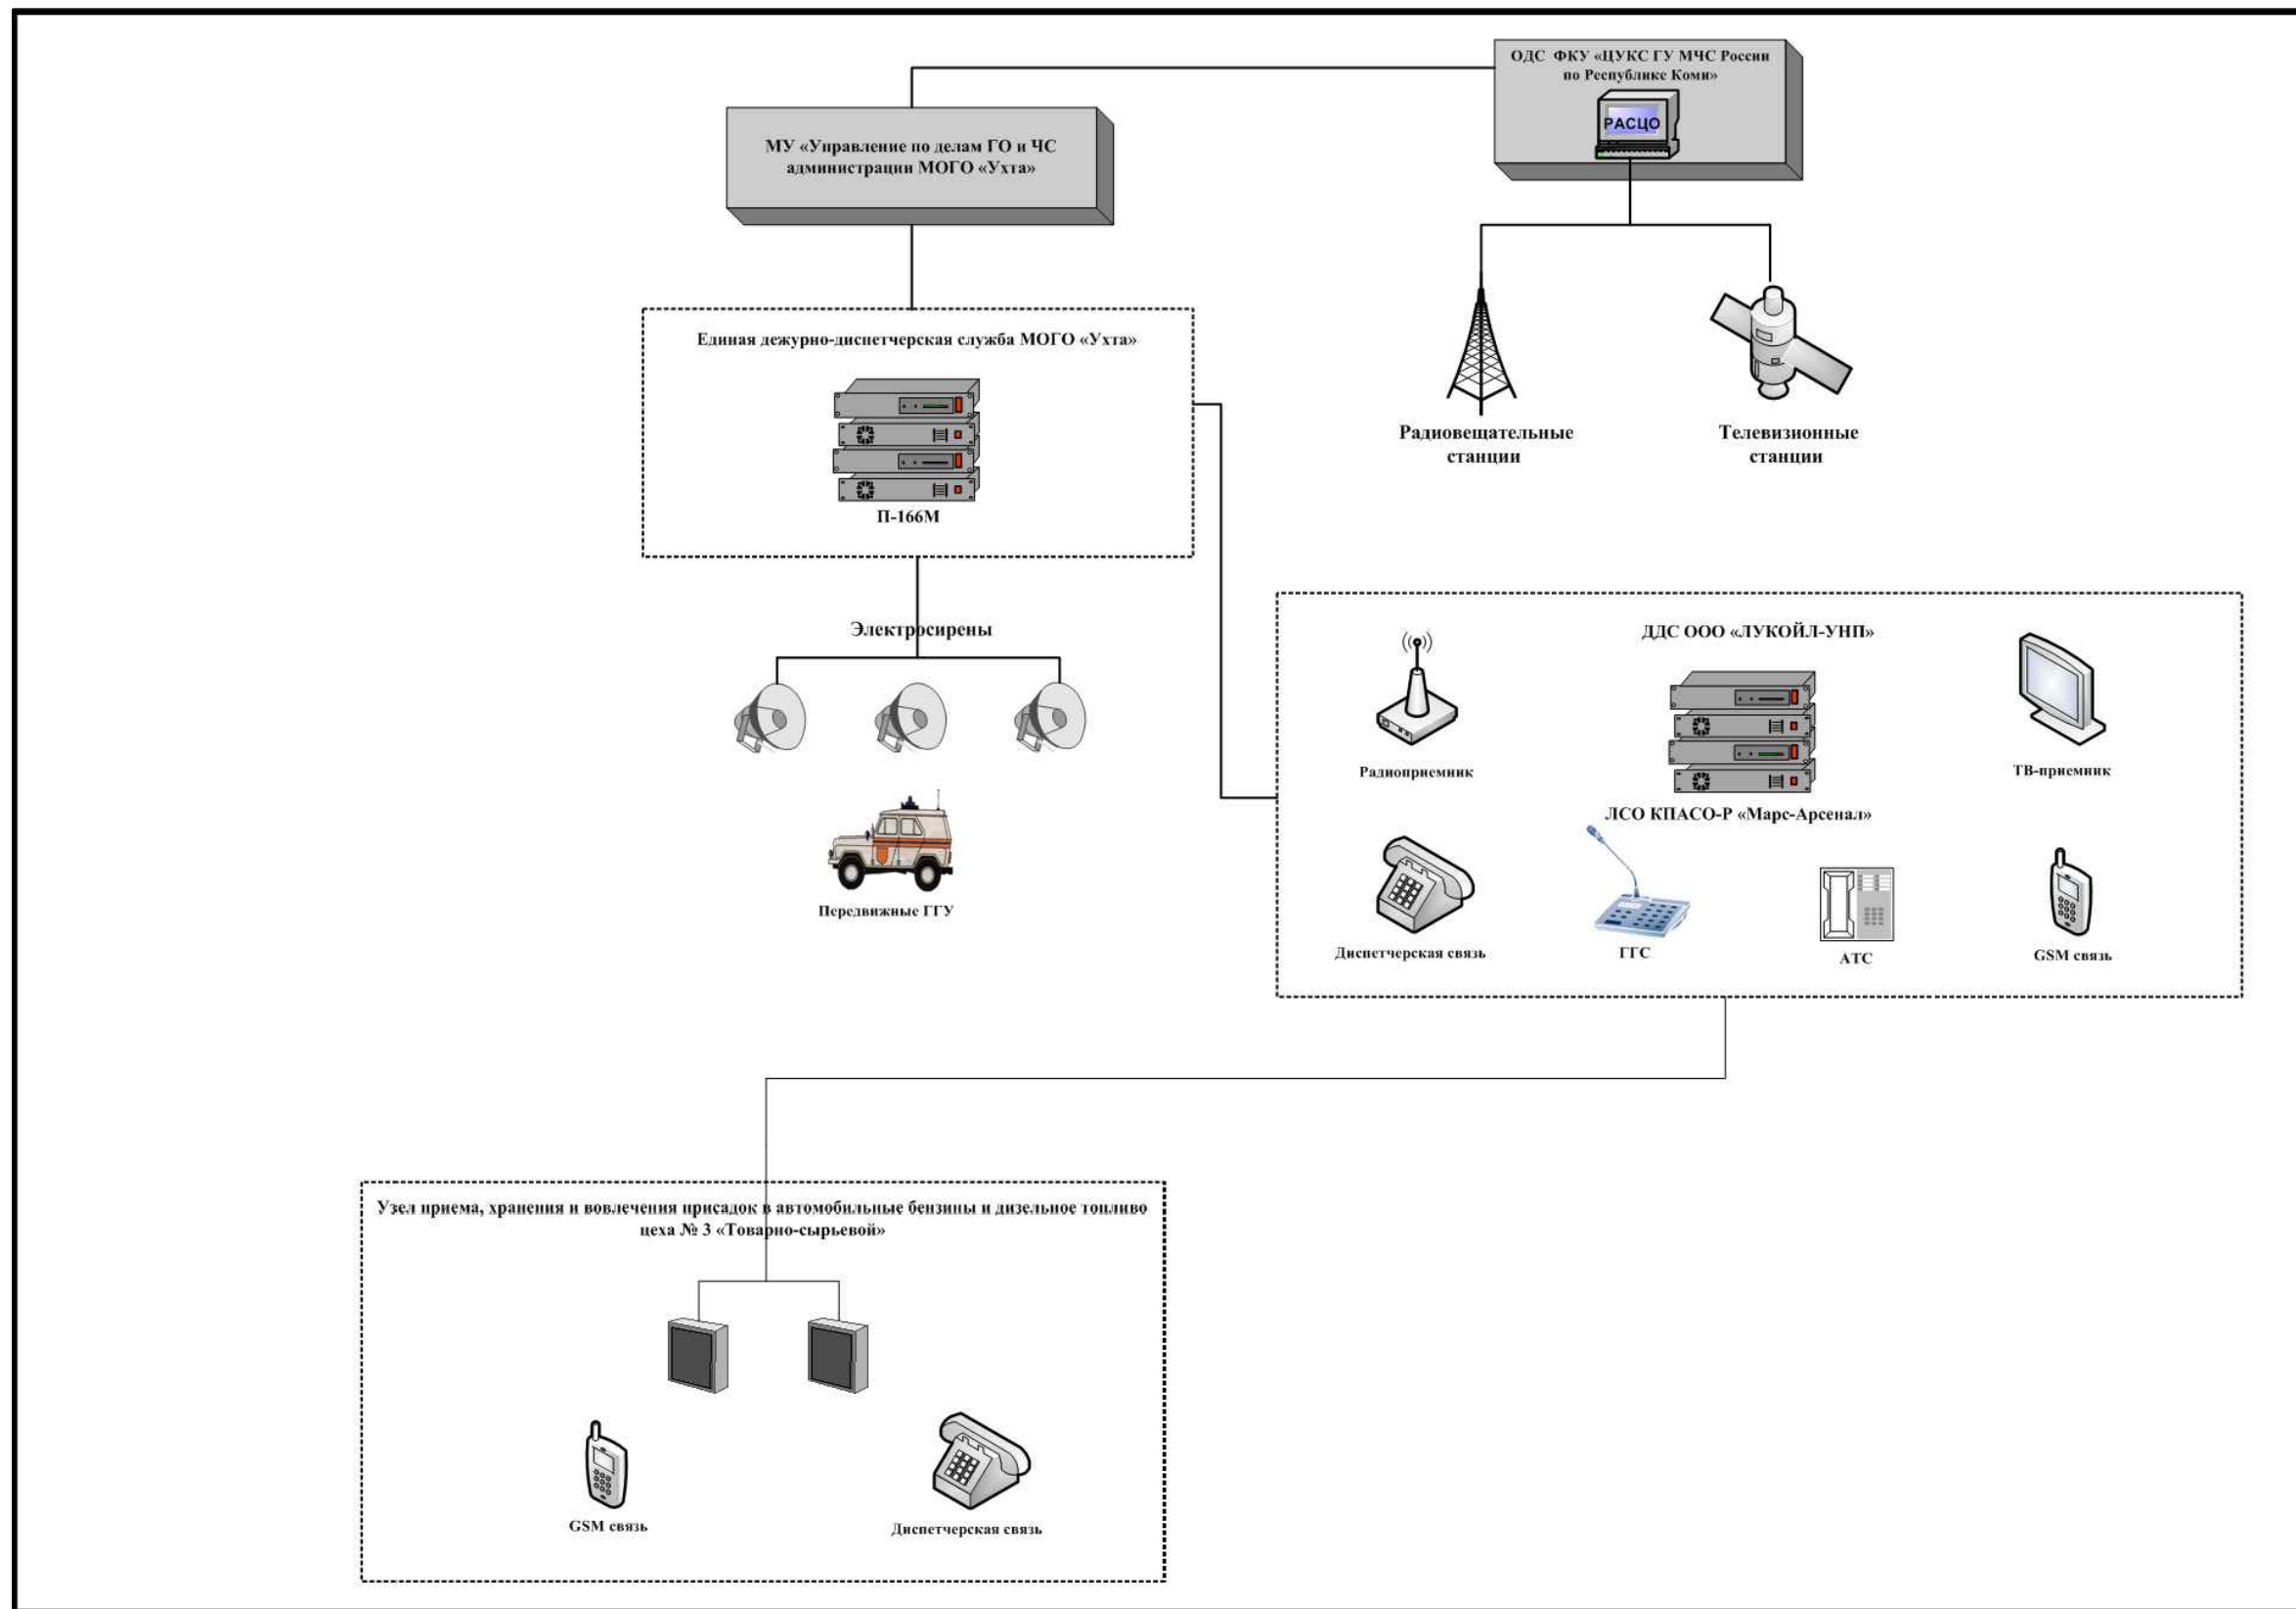 ОДС ФКУ «ЦУКС ГУ МЧС России
по Республике Коми»
РАСЦО
МУ «Управление по делам ГО и ЧС
администрации МОГО «Ухта»
Единая дежурно-диспетчерская служба МОГО «Ухта»
П-166М
Радиовещательные
станции
Телевизионные
станции
Электросирены
Передвижные ГГУ
ДДС ООО «ЛУКОЙЛ-УНП»
Радиоприемник
ТВ-приемник
ЛСО КПАСО-Р «Марс-Арсенал»
Диспетчерская связь
ГГС
АТС
GSM связь
Узел приема, хранения и вовлечения присадок в автомобильные бензины и дизельное топливо
цеха № 3 «Товарно-сырьевой»
GSM связь
Диспетчерская связь